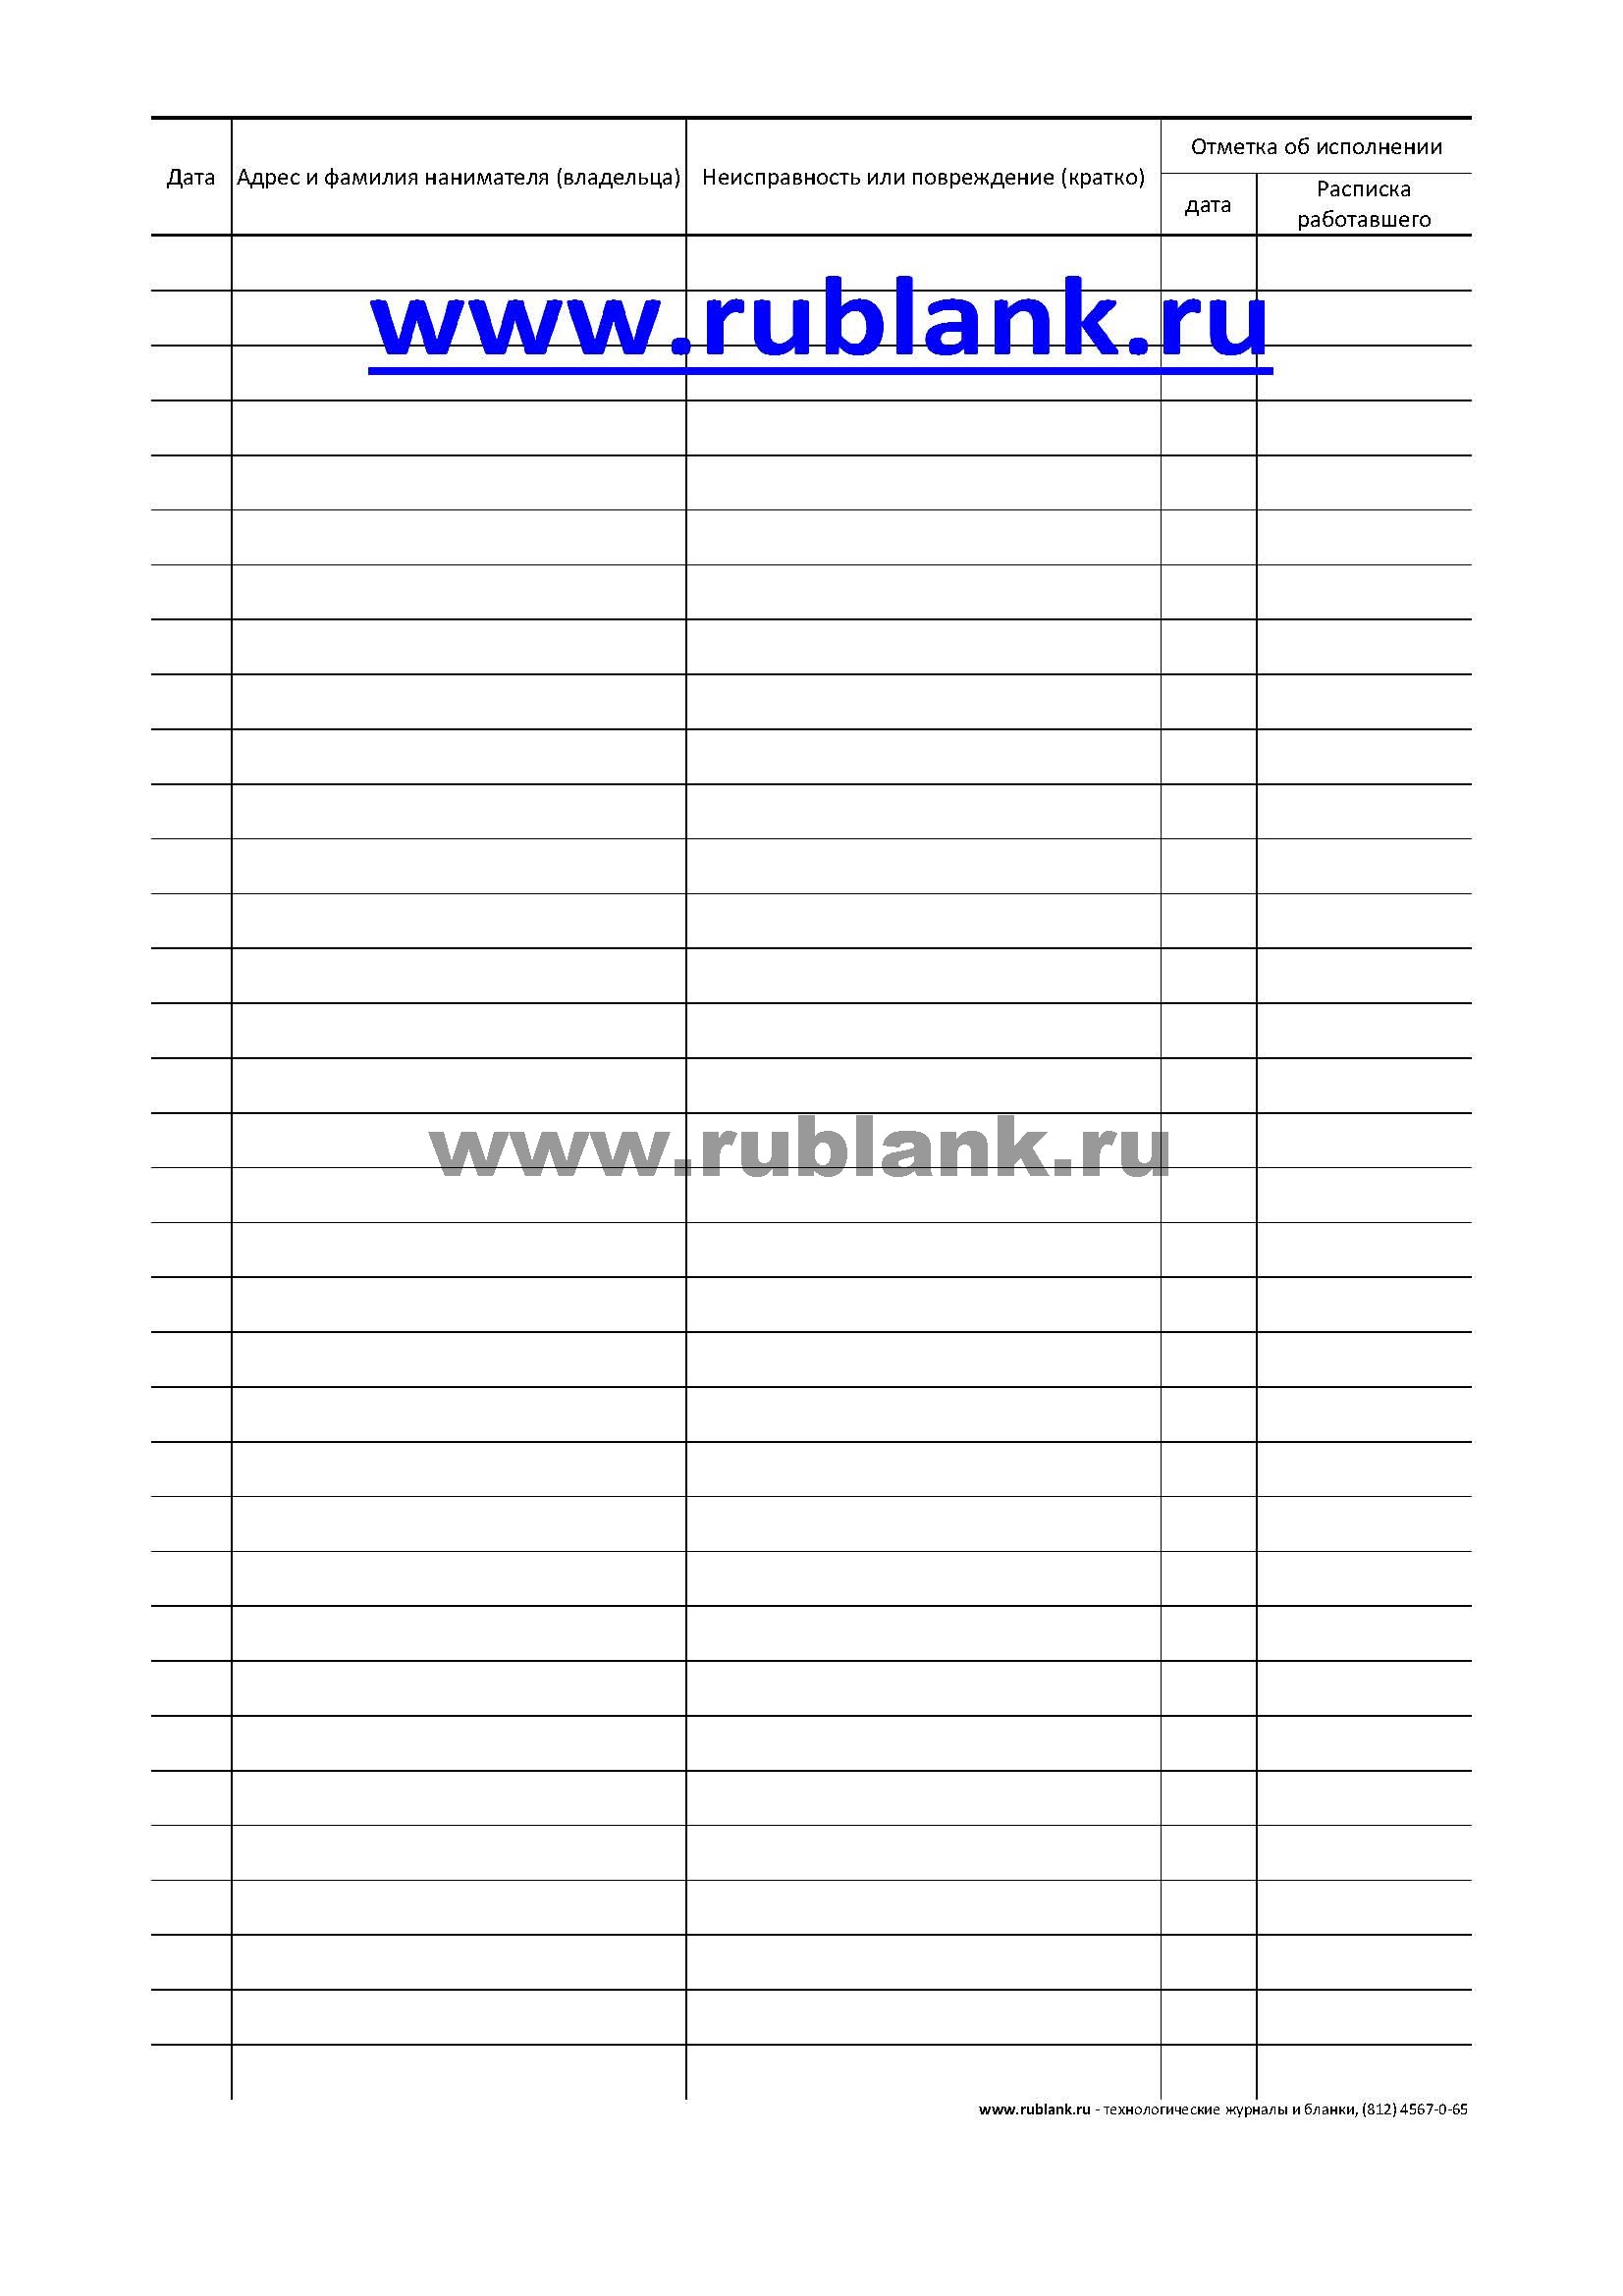 Дата
Адрес и фамилия нанимателя (владельца)
Неисправность или повреждение (кратко)
Отметка об исполнении
дата
Расписка
работавшего
www.rublank.ru
www.rublank.ru
www.rublank.ru - технологические журналы и бланки, (812) 4567-0-65